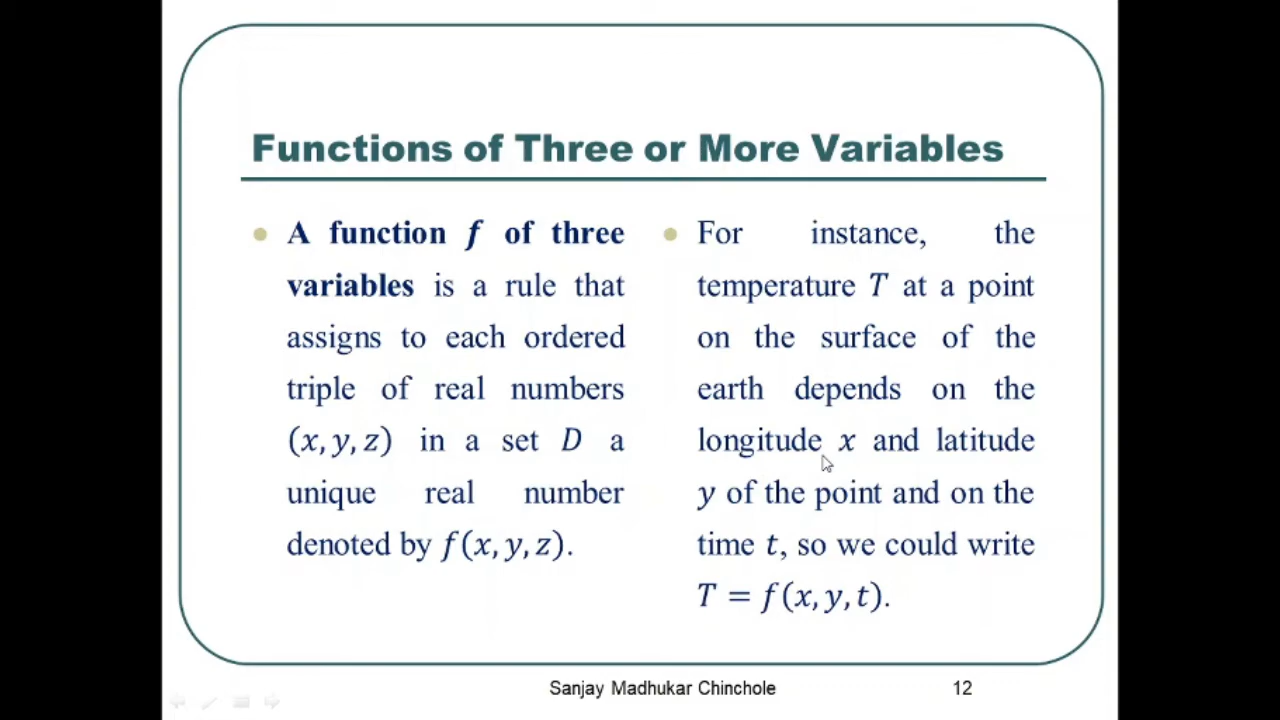 Functions of Three or More Variables
A function f of three
variables is a rule that
assigns to each ordered
triple of real numbers
(x, y, z) in a set D a
unique real number
denoted by f(x, y, z).
For instance, the
temperature T at a point
on the surface of the
earth depends on the
longitude x and latitude
y of the point and on the
time t, so we could write
T = f(x, y, t).
Sanjay Madhukar Chinchole
12